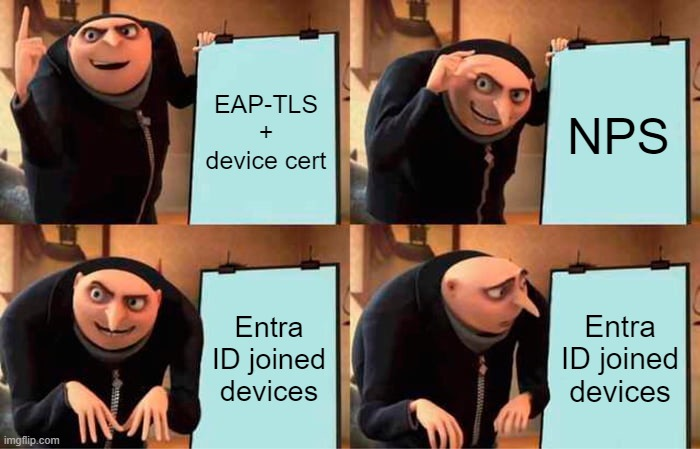 EAP-TLS
+
device cert
NPS
Entra
ID joined
devices
Entra
ID joined
devices
imgflip.com